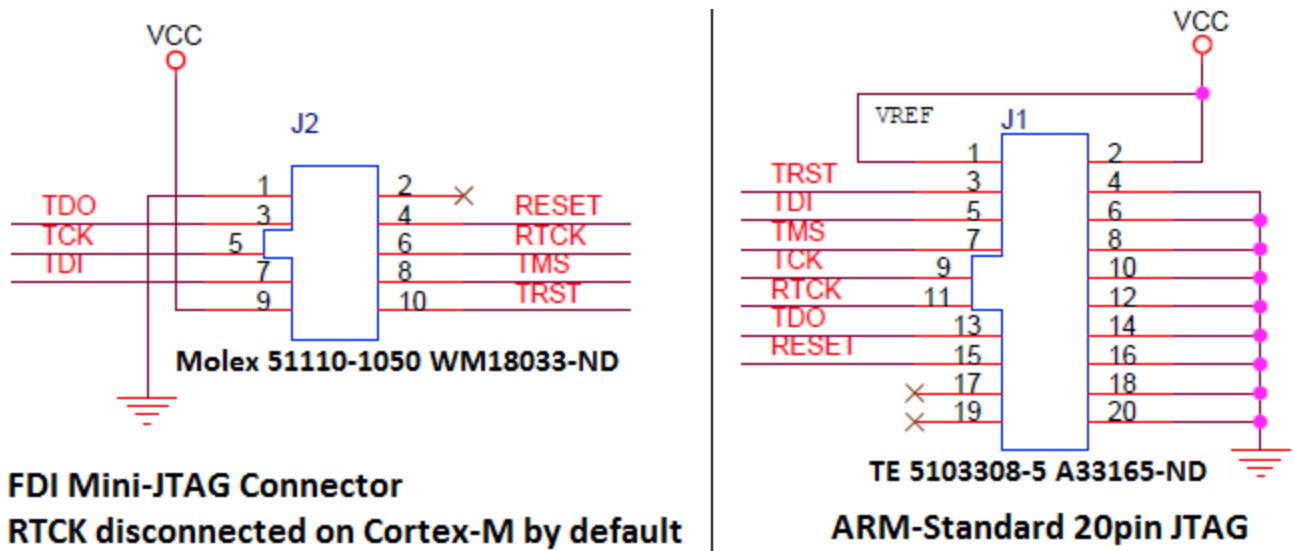 VCC
J2
1 2
TDO 3 4 RESET
TCK 5 6 RTCK
TDI 7 8 TMS
9 10 TRST
Molex 51110-1050 WM18033-ND
FDI Mini-JTAG Connector
RTCK disconnected on Cortex-M by default
VCC
VREF J1
1 2
TRST 3 4
TDI 5 6
TMS 7 8
TCK 9 10
RTCK 11 12
TDO 13 14
RESET 15 16
17 18
19 20
TE 5103308-5 A33165-ND
ARM-Standard 20pin JTAG